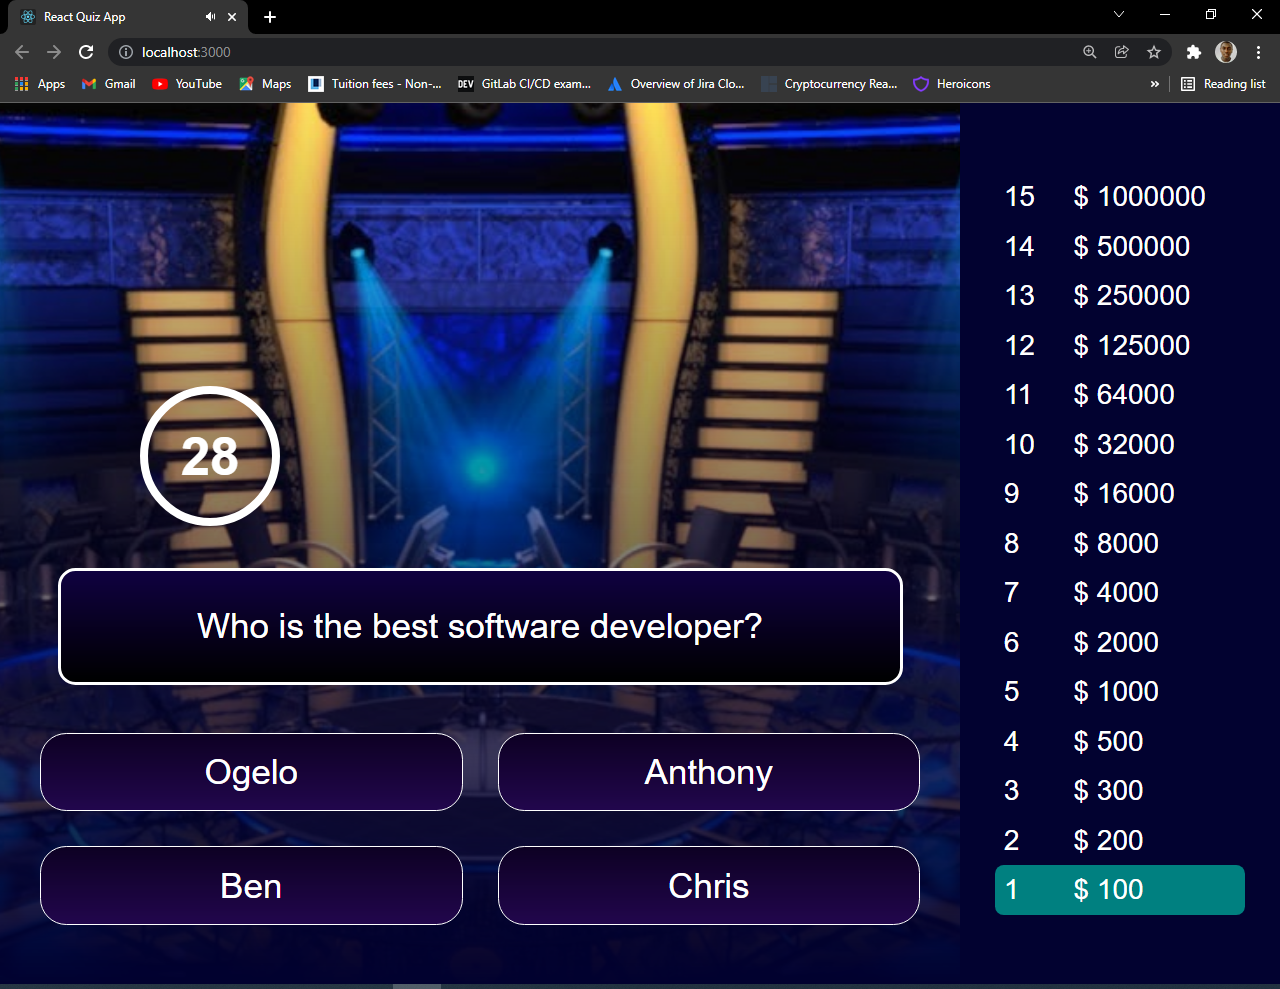 React Quiz App
localhost:3000
Apps
Gmail
YouTube
Maps
Tuition fees - Non-...
DEV
GitLab CI/CD exam...
Overview of Jira Clo...
Cryptocurrency Rea...
Heroicons
»
Reading list
28
Who is the best software developer?
Ogelo
Anthony
Ben
Chris
15 $ 1000000
14 $ 500000
13 $ 250000
12 $ 125000
11 $ 64000
10 $ 32000
9 $ 16000
8 $ 8000
7 $ 4000
6 $ 2000
5 $ 1000
4 $ 500
3 $ 300
2 $ 200
1 $ 100